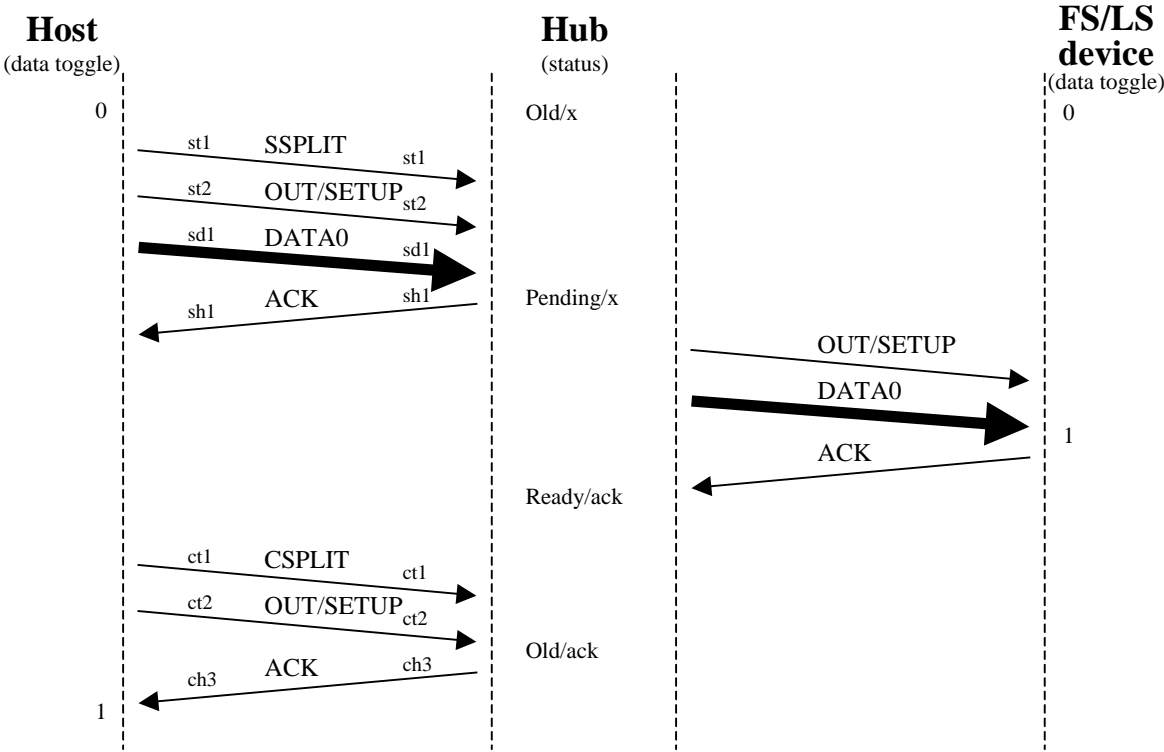 Host
(data toggle)
Hub
(status)
FS/LS
device
(data toggle)
0
Old/x
0
st1 SSPLIT st1
st2 OUT/SETUP st2
sd1 DATA0 sd1
sh1 ACK sh1
Pending/x
OUT/SETUP
DATA0
1
ACK
Ready/ack
ct1 CSPLIT ct1
ct2 OUT/SETUP ct2
Old/ack
ch3 ACK ch3
1